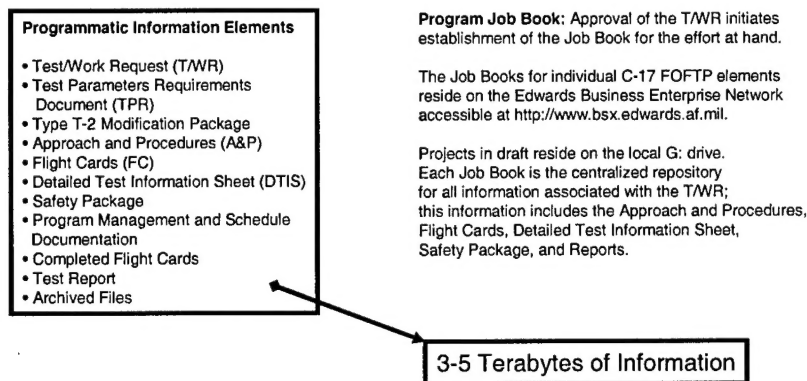 Programmatic Information Elements
• Test/Work Request (T/WR)
• Test Parameters Requirements
Document (TPR)
• Type T-2 Modification Package
• Approach and Procedures (A&P)
• Flight Cards (FC)
• Detailed Test Information Sheet (DTIS)
• Safety Package
• Program Management and Schedule
Documentation
• Completed Flight Cards
• Test Report
• Archived Files
Program Job Book: Approval of the T/WR initiates
establishment of the Job Book for the effort at hand.
The Job Books for individual C-17 FOFTP elements
reside on the Edwards Business Enterprise Network
accessible at http://www.bsx.edwards.af.mil.
Projects in draft reside on the local G: drive.
Each Job Book is the centralized repository
for all information associated with the T/WR;
this information includes the Approach and Procedures,
Flight Cards, Detailed Test Information Sheet,
Safety Package, and Reports.
3-5 Terabytes of Information